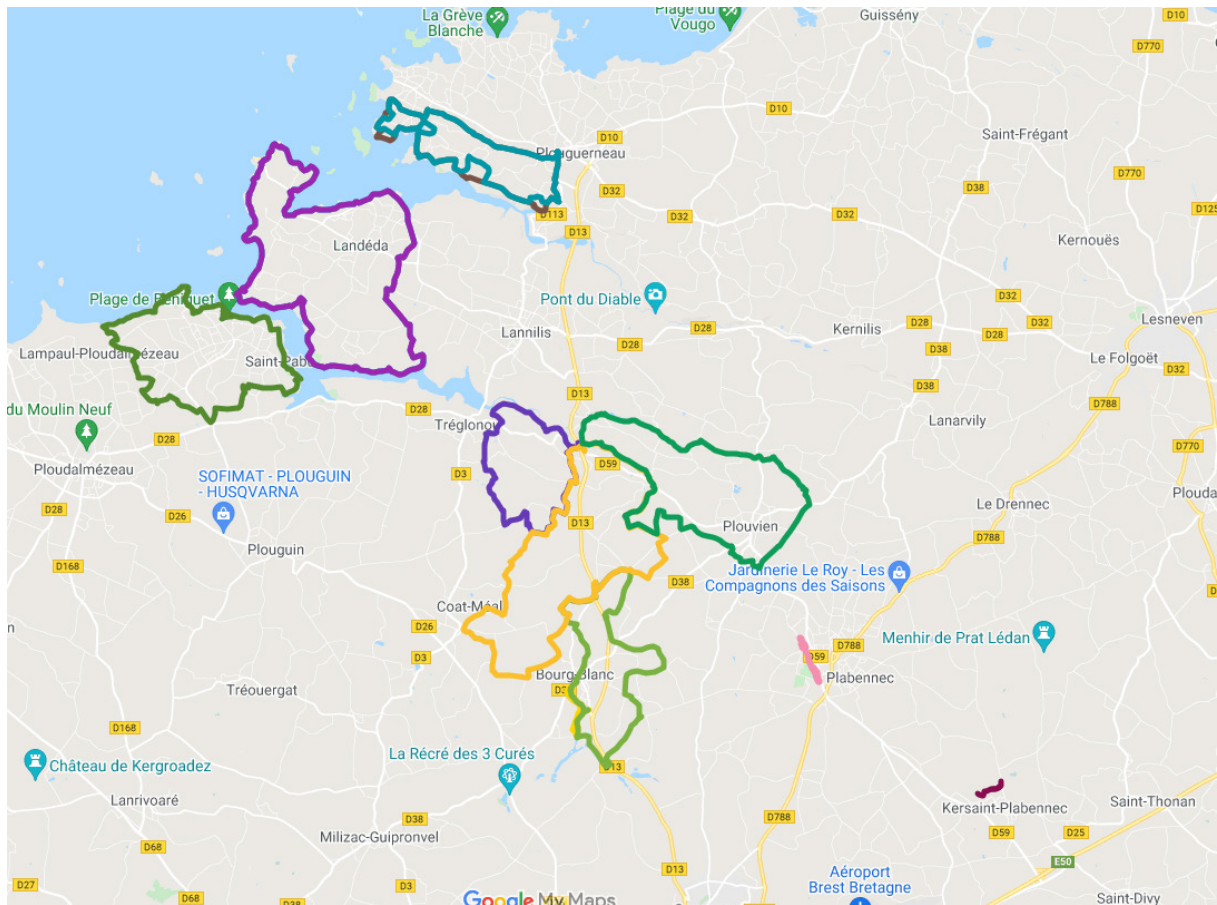 La Grève
Blanche
Plage du
Vougo
Guissény
D10
D770
D10
D10
Saint-Frégant
Plouguerneau
D770
D38
D32
D125
D113
D32
D32
D13
Kernouës
Landéda
Plage de Béniguet
Pont du Diable
D32
Lesneven
Lannilis
D28
Kernilis
D28
D28
D32
Lampaul-Ploudalmézeau
Saint-Pabu
D28
Le Folgoët
D32
D38
D13
du Moulin Neuf
D28
D28
Tréglonou
Lanarvily
D788
D770
Ploudalmézeau
D3
D59
SOFIMAT - PLOUGUIN
- HUSQVARNA
D28
D26
D13
Plouvien
Le Drennec
Plouda
Plouguin
D788
D168
Jardinerie Le Roy - Les
Compagnons des Saisons
D38
Coat-Méal
D26
D3
Menhir de Prat Lédan
D788
D59
Bourg-Blanc
Plabennec
Tréouergat
D3
D168
La Récré des 3 Curés
Château de Kergroadez
D13
Lanrivoaré
Kersaint-Plabennec
Saint-Thonan
D38
D788
Milizac-Guipronvel
D59
D25
D68
E50
D13
Aéroport
Brest Bretagne
D27
D68
D3
Saint-Divy
D38
Google My Maps